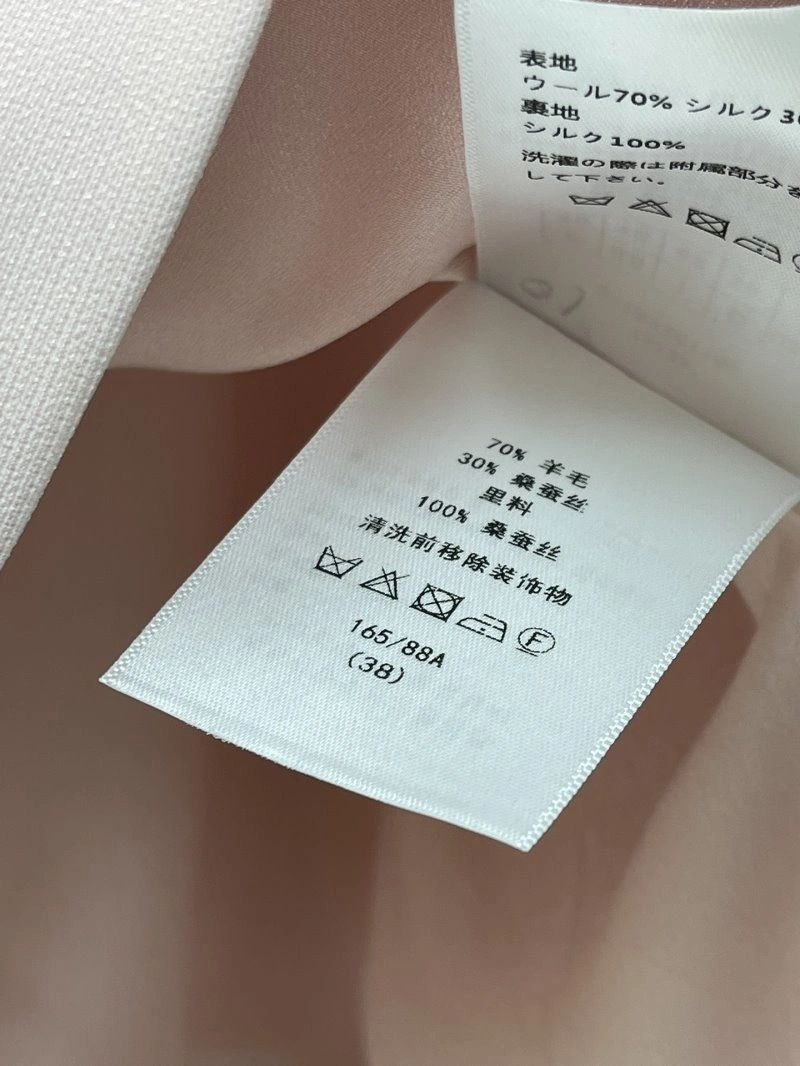 表地
ウール70% シルク
裏地
シルク100%
洗濯の際は附属部分を
して下さい。
70% 羊毛
30% 桑蚕丝
里料
100% 桑蚕丝
清洗前移除装饰物
F
165/88A
(38)